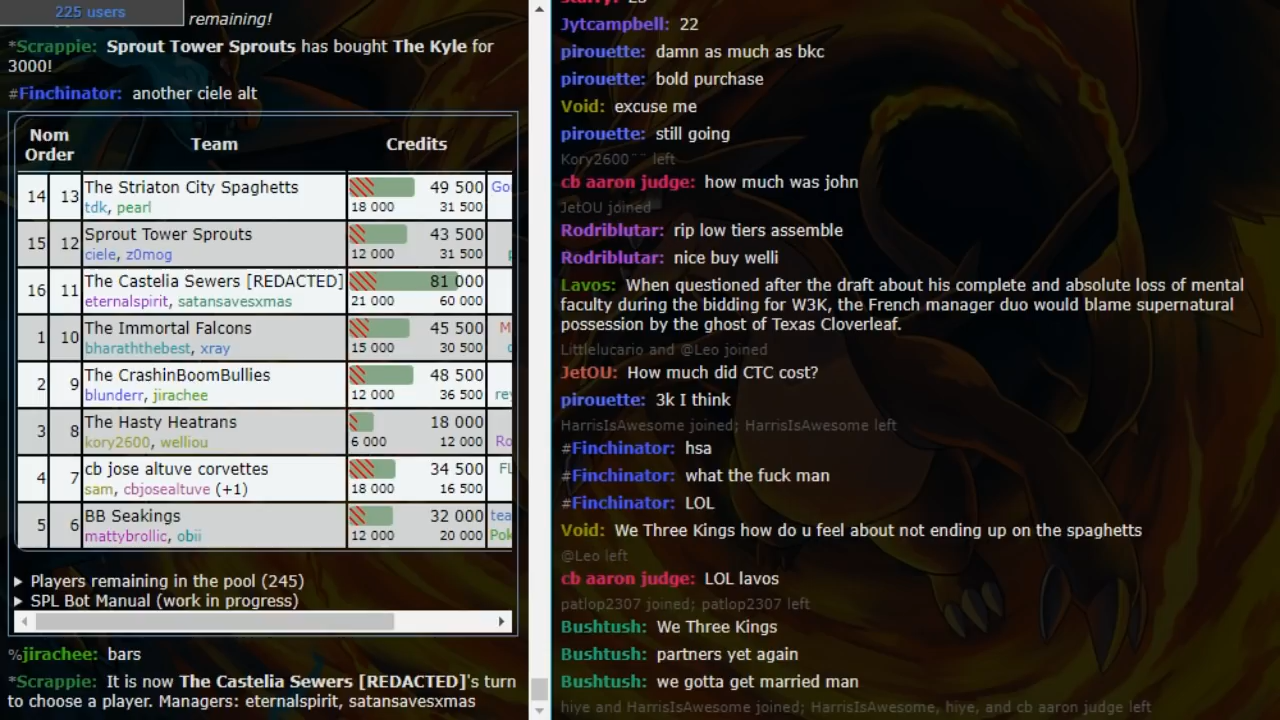 225 users
remaining!
*Scrappie: Sprout Tower Sprouts has bought The Kyle for
3000!
#Finchinator: another ciele alt
Nom Order Team Credits
14 13 The Striaton City Spaghetts 49 500 Go
tdk, pearl 18 000 31 500
15 12 Sprout Tower Sprouts 43 500
ciele, z0mog 12 000 31 500
16 11 The Castelia Sewers [REDACTED] 81 000
eternalspirit, satansavesxmas 21 000 60 000
1 10 The Immortal Falcons 45 500 M
bharaththebest, xray 15 000 30 500
2 9 The CrashinBoomBullies 48 500
blunderr, jirachee 12 000 36 500 rey
3 8 The Hasty Heatrans 18 000
kory2600, welliou 6 000 12 000 Ro
4 7 cb jose altuve corvettes 34 500 FL
sam, cbjosealtuve (+1) 18 000 16 500
5 6 BB Seakings 32 000 tea
mattybrollic, obii 12 000 20 000 Pok
Players remaining in the pool (245)
SPL Bot Manual (work in progress)
%jirachee: bars
*Scrappie: It is now The Castelia Sewers [REDACTED]'s turn
to choose a player. Managers: eternalspirit, satansavesxmas
Jytcampbell: 22
pirouette: damn as much as bkc
pirouette: bold purchase
Void: excuse me
pirouette: still going
Kory2600~~ left
cb aaron judge: how much was john
JetOU joined
Rodriblutar: rip low tiers assemble
Rodriblutar: nice buy welli
Lavos: When questioned after the draft about his complete and absolute loss of mental
faculty during the bidding for W3K, the French manager duo would blame supernatural
possession by the ghost of Texas Cloverleaf.
Littlelucario and @Leo joined
JetOU: How much did CTC cost?
pirouette: 3k I think
HarrisIsAwesome joined; HarrisIsAwesome left
#Finchinator: hsa
#Finchinator: what the fuck man
#Finchinator: LOL
Void: We Three Kings how do u feel about not ending up on the spaghetts
@Leo left
cb aaron judge: LOL lavos
patlop2307 joined; patlop2307 left
Bushtush: We Three Kings
Bushtush: partners yet again
Bushtush: we gotta get married man
hiye and HarrisIsAwesome joined; HarrisIsAwesome, hiye, and cb aaron judge left